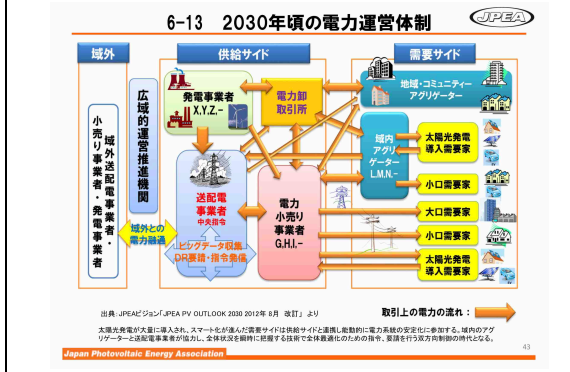 6-13 2030年頃の電力運営体制
JPEA
域外
供給サイド
需要サイド
域外送配電事業者・
小売り事業者・発電事業者
広域的運営推進機関
発電事業者
X.Y.Z.-
電力卸
取引所
地域・コミュニティー
アグリゲーター
送配電
事業者
中央指令
域内
アグリ
ゲーター
L.M.N.-
太陽光発電
導入需要家
小口需要家
電力
小売り
事業者
G.H.I.-
大口需要家
域外との
電力融通
小口需要家
ビッグデータ収集
DR要請・指令発信
太陽光発電
導入需要家
出典：JPEAビジョン「JPEA PV OUTLOOK 2030 2012年 8月 改訂」 より
取引上の電力の流れ：
太陽光発電が大量に導入され、スマート化が進んだ需要サイドは供給サイドと連携し能動的に電力系統の安定化に参加する。域内のアグ
リゲーターと送配電事業者が協力し、全体状況を瞬時に把握する技術で全体最適化のための指令、要請を行う双方向制御の時代となる。
Japan Photovoltaic Energy Association
43